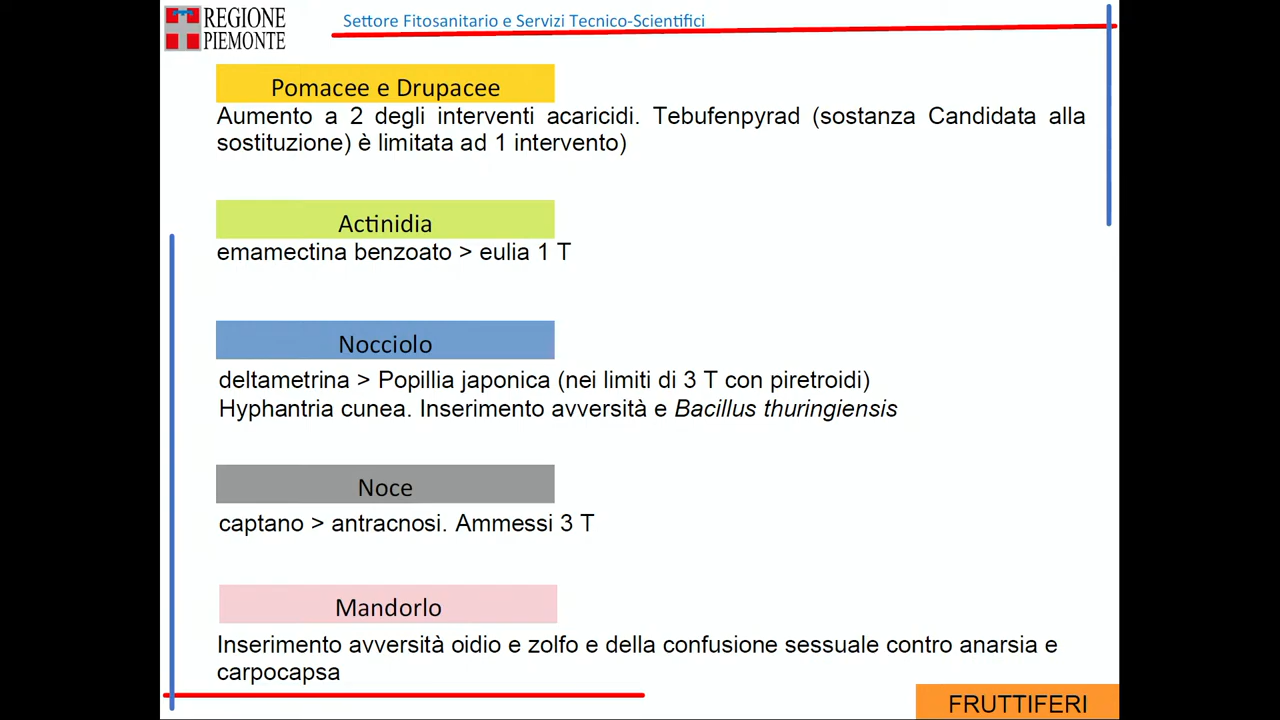 REGIONE
PIEMONTE
Settore Fitosanitario e Servizi Tecnico-Scientifici
Pomacee e Drupacee
Aumento a 2 degli interventi acaricidi. Tebufenpyrad (sostanza Candidata alla
sostituzione) è limitata ad 1 intervento)
Actinidia
emamectina benzoato > eulia 1 T
Nocciolo
deltametrina > Popillia japonica (nei limiti di 3 T con piretroidi)
Hyphantria cunea. Inserimento avversità e Bacillus thuringiensis
Noce
captano > antracnosi. Ammessi 3 T
Mandorlo
Inserimento avversità oidio e zolfo e della confusione sessuale contro anarsia e
carpocapsa
FRUTTIFERI